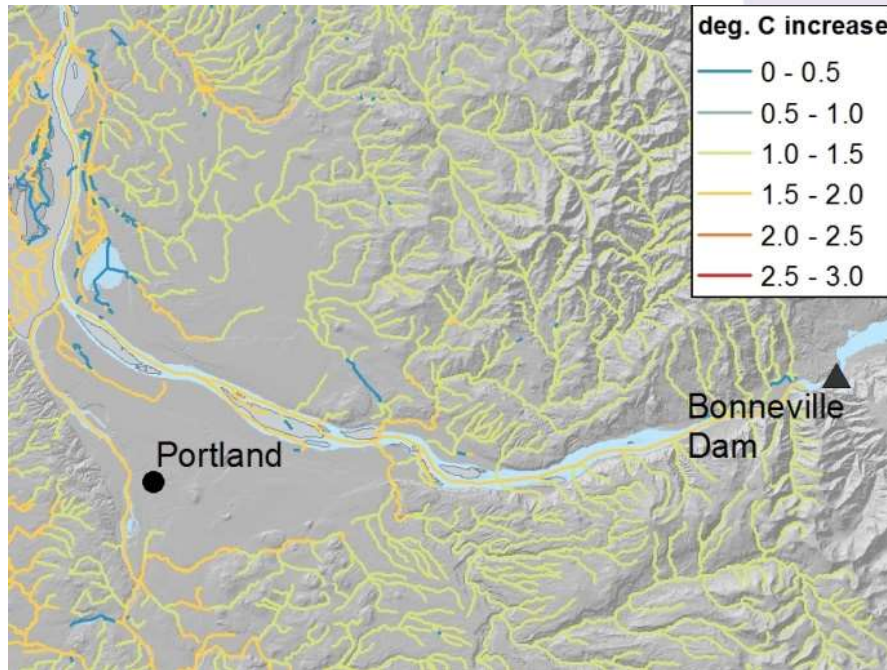 deg. C increase
0 - 0.5
0.5 - 1.0
1.0 - 1.5
1.5 - 2.0
2.0 - 2.5
2.5 - 3.0
Bonneville
Dam
Portland